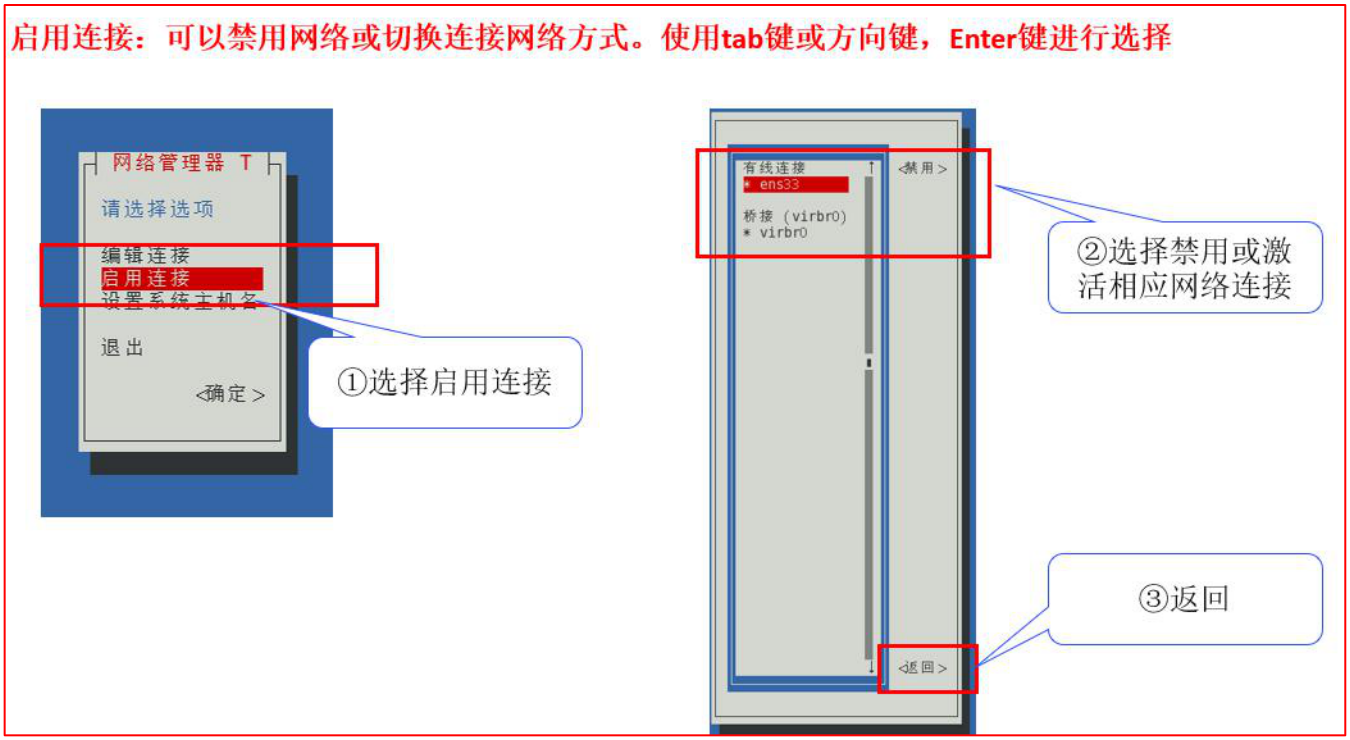 启用连接：可以禁用网络或切换连接网络方式。使用tab键或方向键，Enter键进行选择
网络管理器 T
请选择选项
编辑连接
启用连接
设置系统主机名
退出
<确定>
①选择启用连接
有线连接
* ens33
桥接 (virbr0)
* virbr0
<禁用>
②选择禁用或激
活相应网络连接
③返回
<返回>